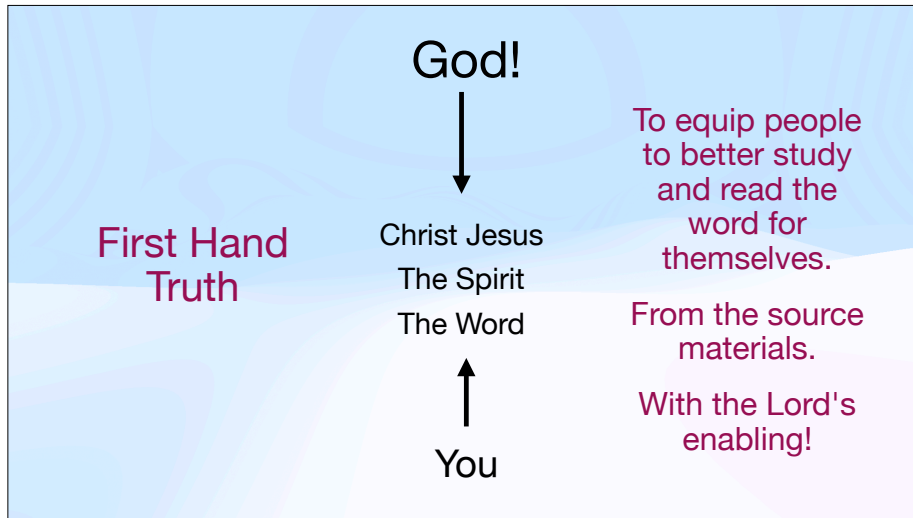 God!
First Hand
Truth
Christ Jesus
The Spirit
The Word
You
To equip people
to better study
and read the
word for
themselves.
From the source
materials.
With the Lord's
enabling!